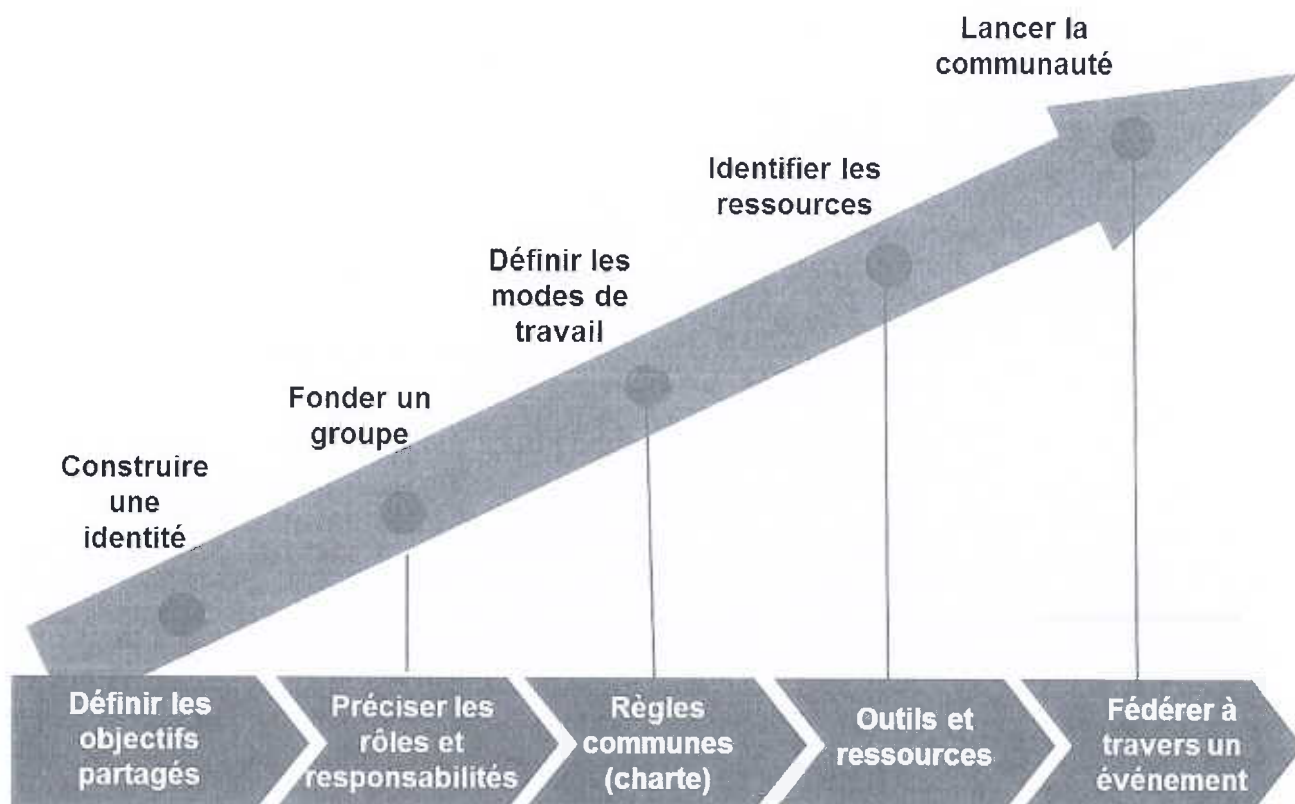 Lancer la
communauté
Identifier les
ressources
Définir les
modes de
travail
Fonder un
groupe
Construire
une
identité
Définir les
objectifs
partagés
Préciser les
rôles et
responsabilités
Règles
communes
(charte)
Outils et
ressources
Fédérer à
travers un
événement